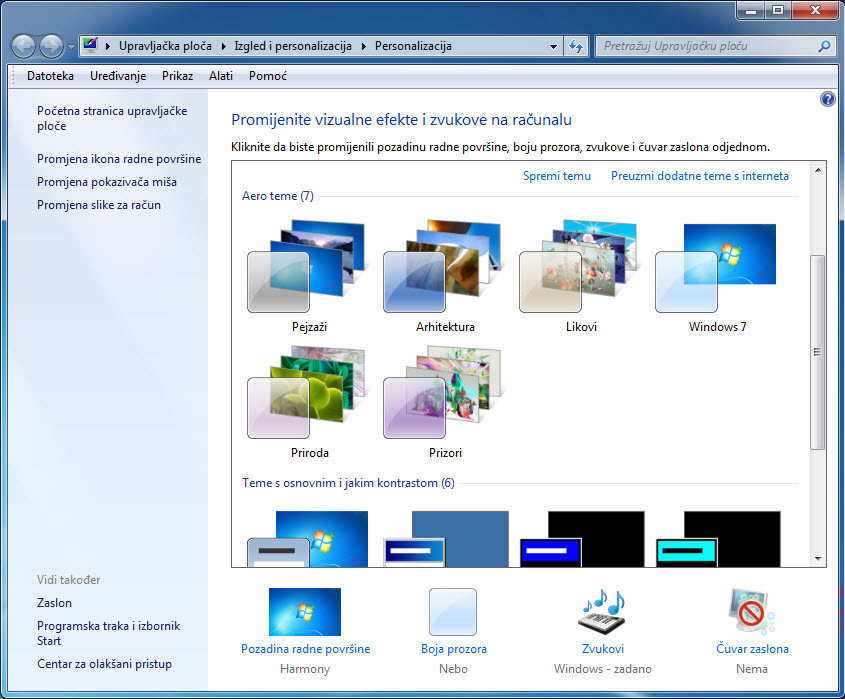 Upravljačka ploča
Izgled i personalizacija
Personalizacija
Pretražuj Upravljačku ploču
Datoteka Uređivanje Prikaz Alati Pomoć
Početna stranica upravljačke
ploče
Promjena ikona radne površine
Promjena pokazivača miša
Promjena slike za račun
Vidi također
Zaslon
Programska traka i izbornik
Start
Centar za olakšani pristup
Promijenite vizualne efekte i zvukove na računalu
Kliknite da biste promijenili pozadinu radne površine, boju prozora, zvukove i čuvar zaslona odjednom.
Spremi temu Preuzmi dodatne teme s interneta
Aero teme (7)
Pejzaži Arhitektura Likovi Windows 7
Priroda Prizori
Teme s osnovnim i jakim kontrastom (6)
Pozadina radne površine Boja prozora Zvukovi Čuvar zaslona
Harmony Nebo Windows - zadano Nema